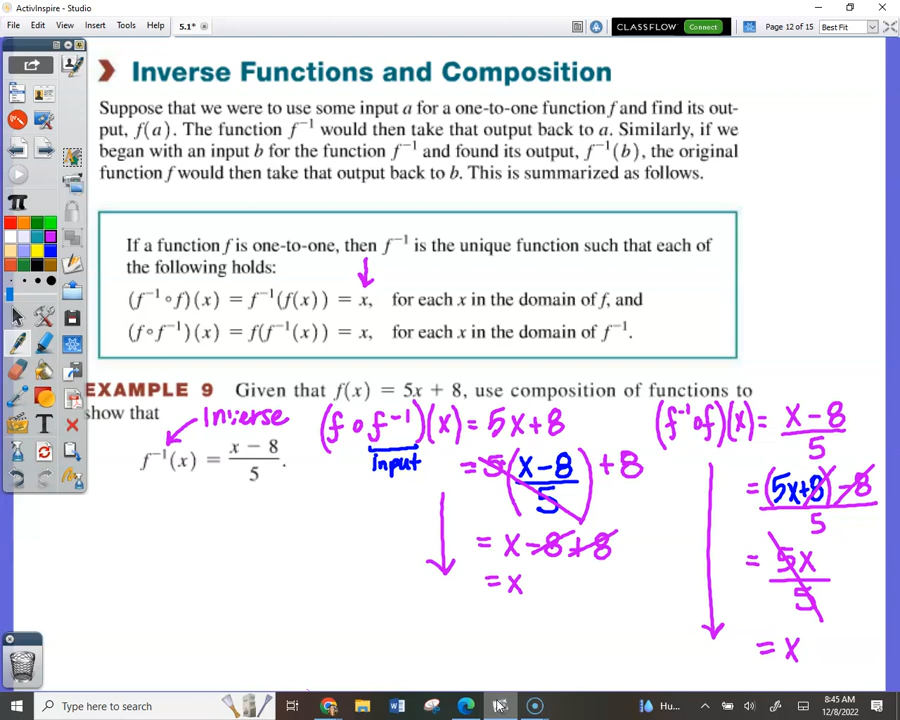 ActivInspire - Studio
File Edit View Insert Tools Help 5.1* CLASSFLOW Connect Page 12 of 15 Best Fit
Inverse Functions and Composition
Suppose that we were to use some input a for a one-to-one function f and find its out-
put, f(a). The function f⁻¹ would then take that output back to a. Similarly, if we
began with an input b for the function f⁻¹ and found its output, f⁻¹(b), the original
function f would then take that output back to b. This is summarized as follows.
If a function f is one-to-one, then f⁻¹ is the unique function such that each of
the following holds:
(f⁻¹ ∘ f)(x) = f⁻¹(f(x)) = x, for each x in the domain of f, and
(f ∘ f⁻¹)(x) = f(f⁻¹(x)) = x, for each x in the domain of f⁻¹.
EXAMPLE 9 Given that f(x) = 5x + 8, use composition of functions to
show that
Inverse
f⁻¹(x) = (x − 8)/5.
(f∘f⁻¹)(x) = 5x+8
input
= 5((x−8)/5) + 8
= x −8+8
= x
(f⁻¹∘f)(x) = (x−8)/5
= ((5x+8)−8)/5
= 5x/5
= x
Type here to search
Hu...
8:45 AM
12/8/2022